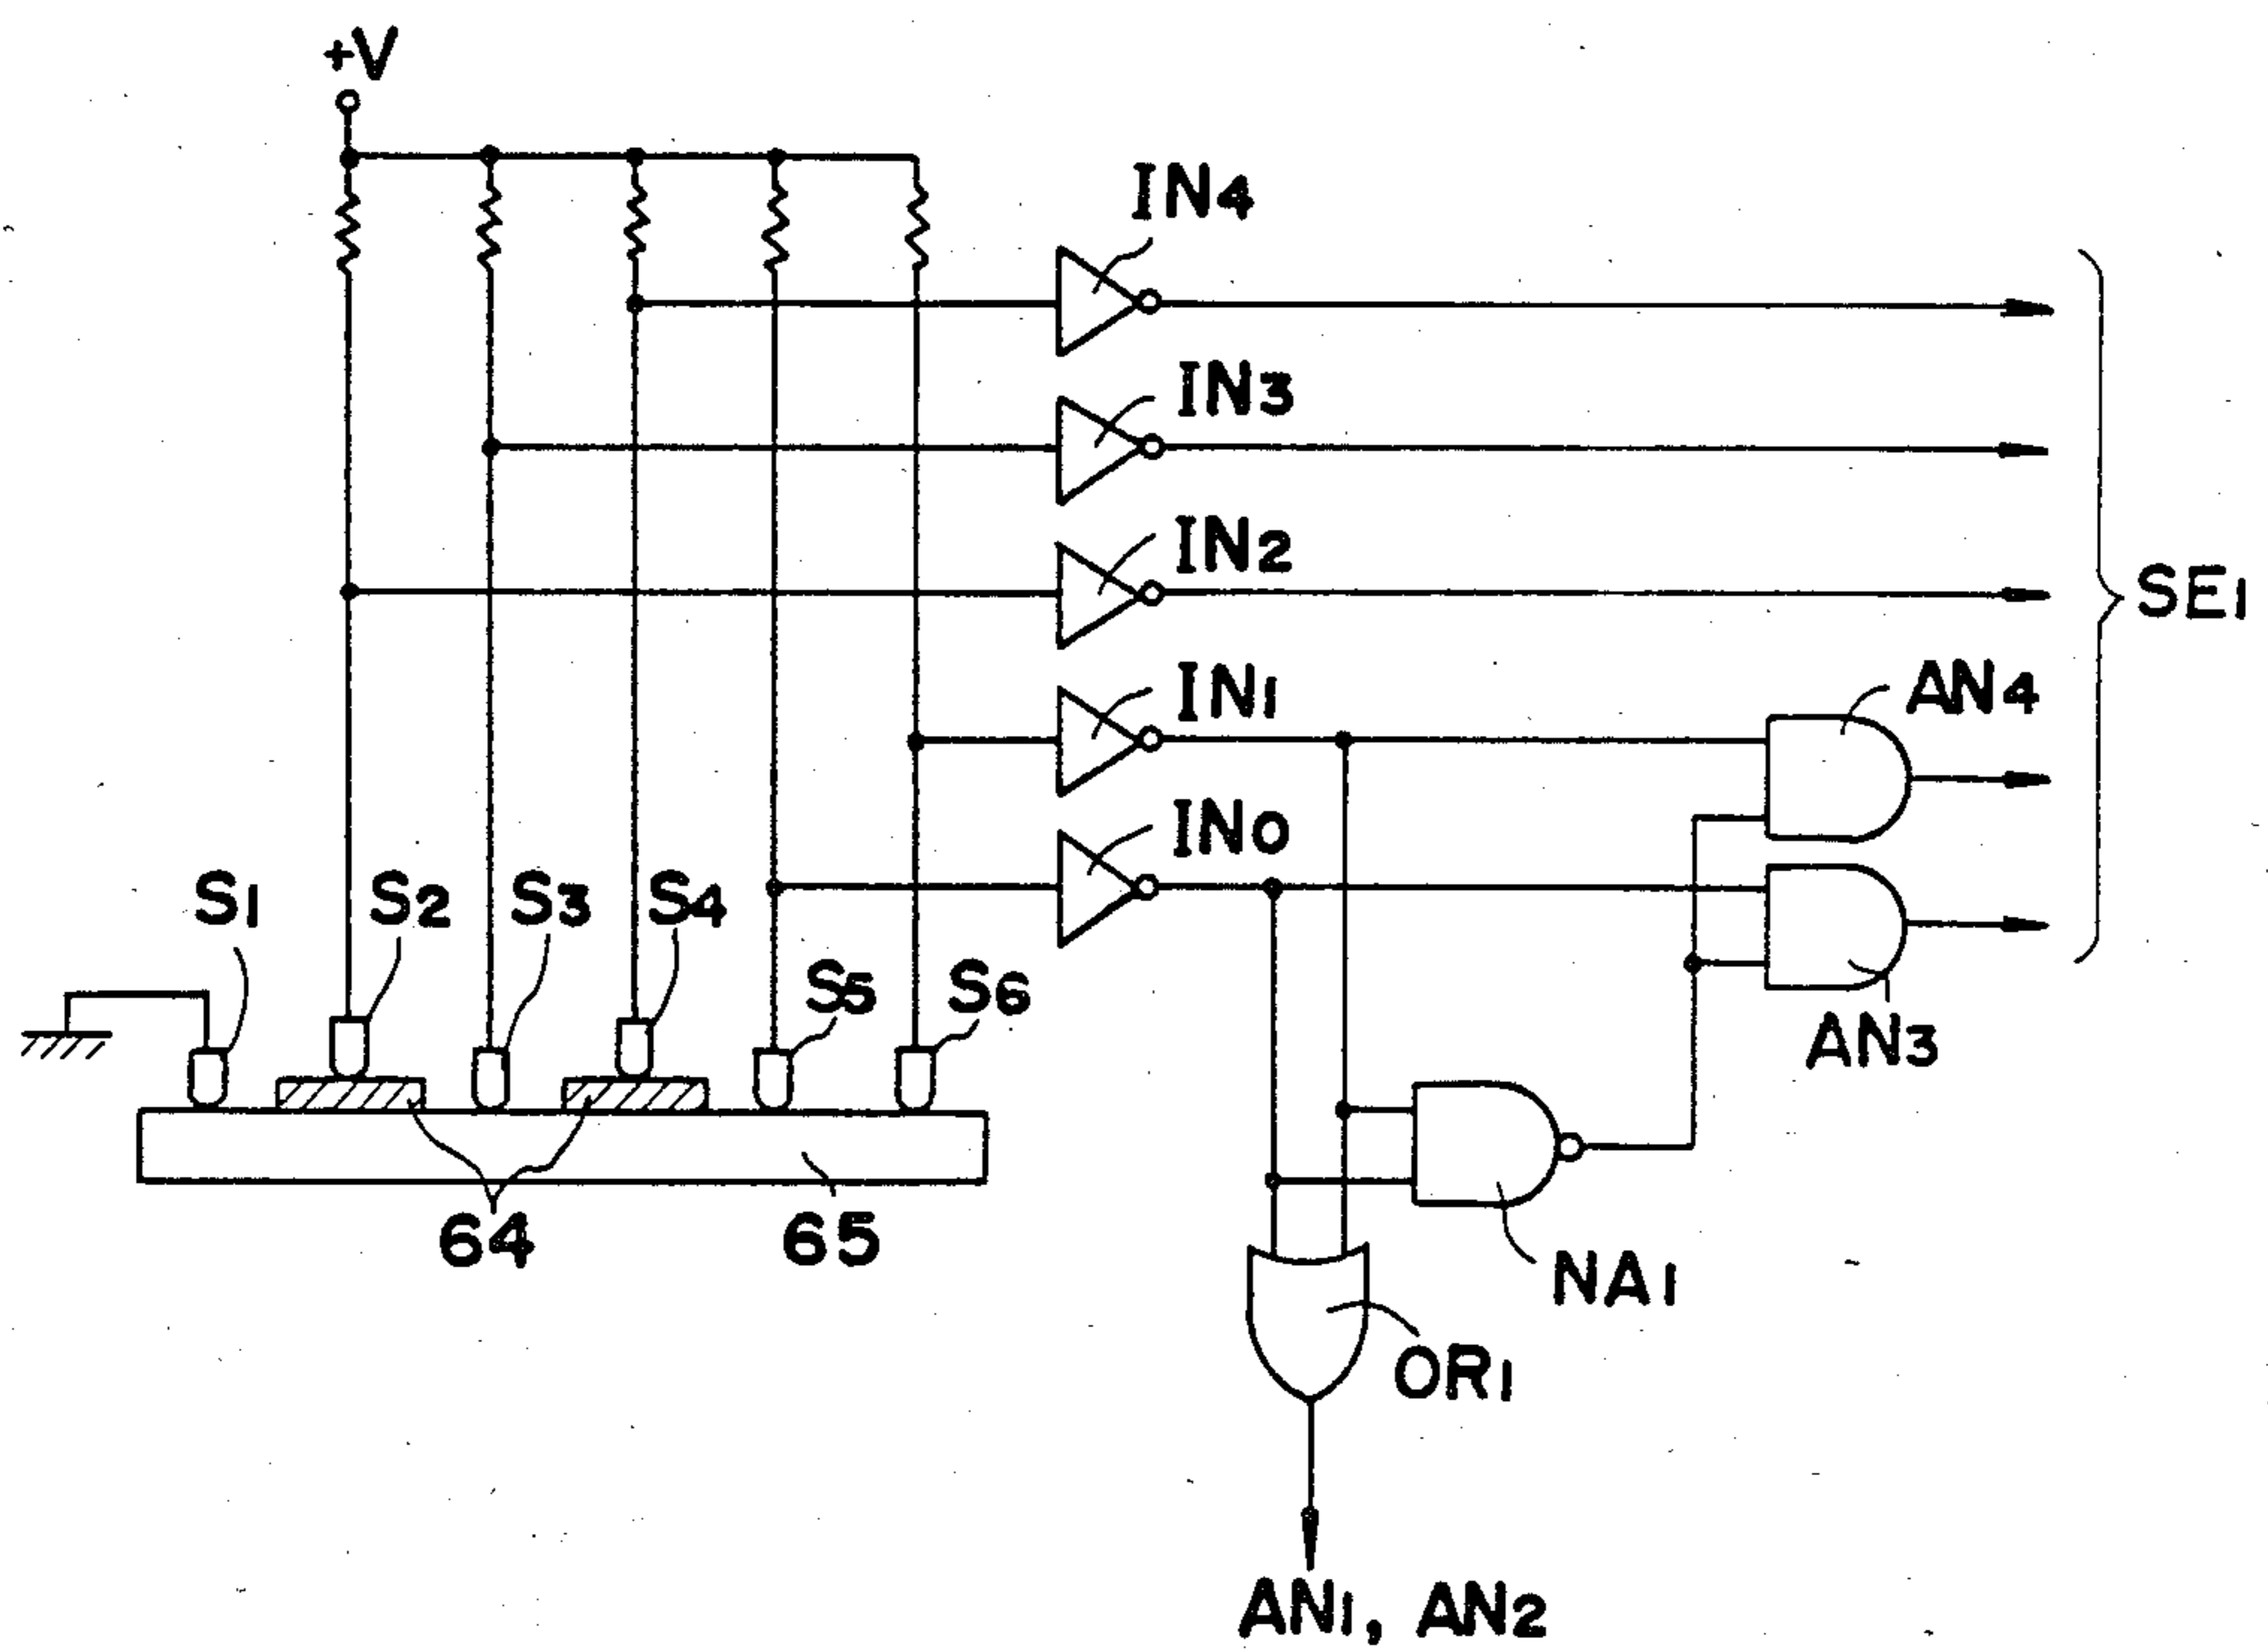 +V
IN4
IN3
IN2
SE1
IN1
AN4
IN0
S1
S2
S3
S4
S5
S6
AN3
64
65
NA1
OR1
AN1, AN2